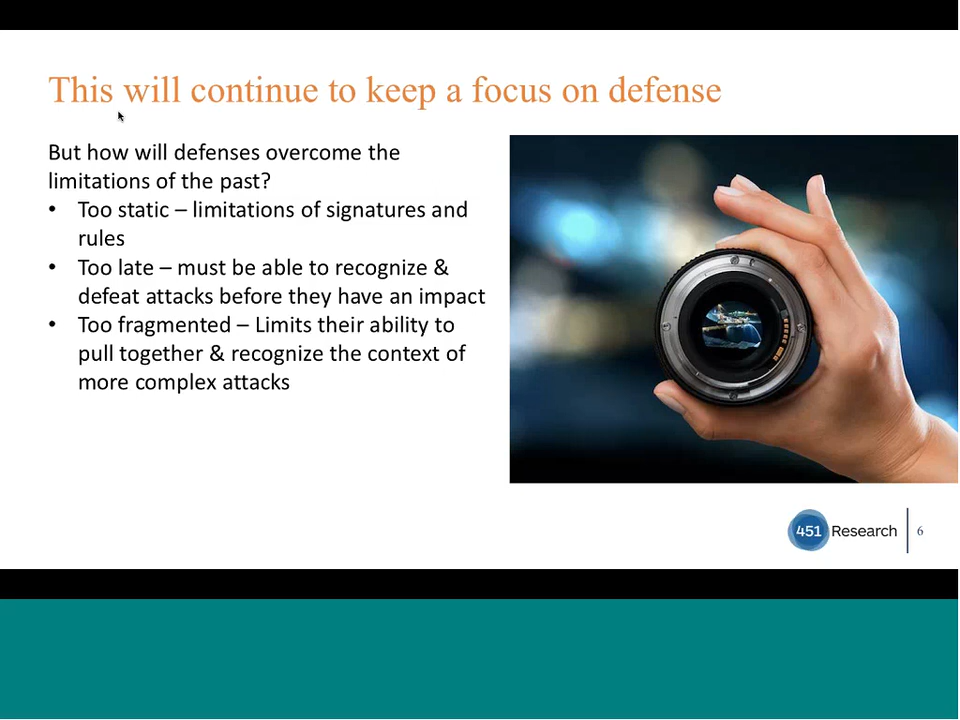 This will continue to keep a focus on defense
But how will defenses overcome the
limitations of the past?
• Too static – limitations of signatures and
rules
• Too late – must be able to recognize &
defeat attacks before they have an impact
• Too fragmented – Limits their ability to
pull together & recognize the context of
more complex attacks
451 Research
6